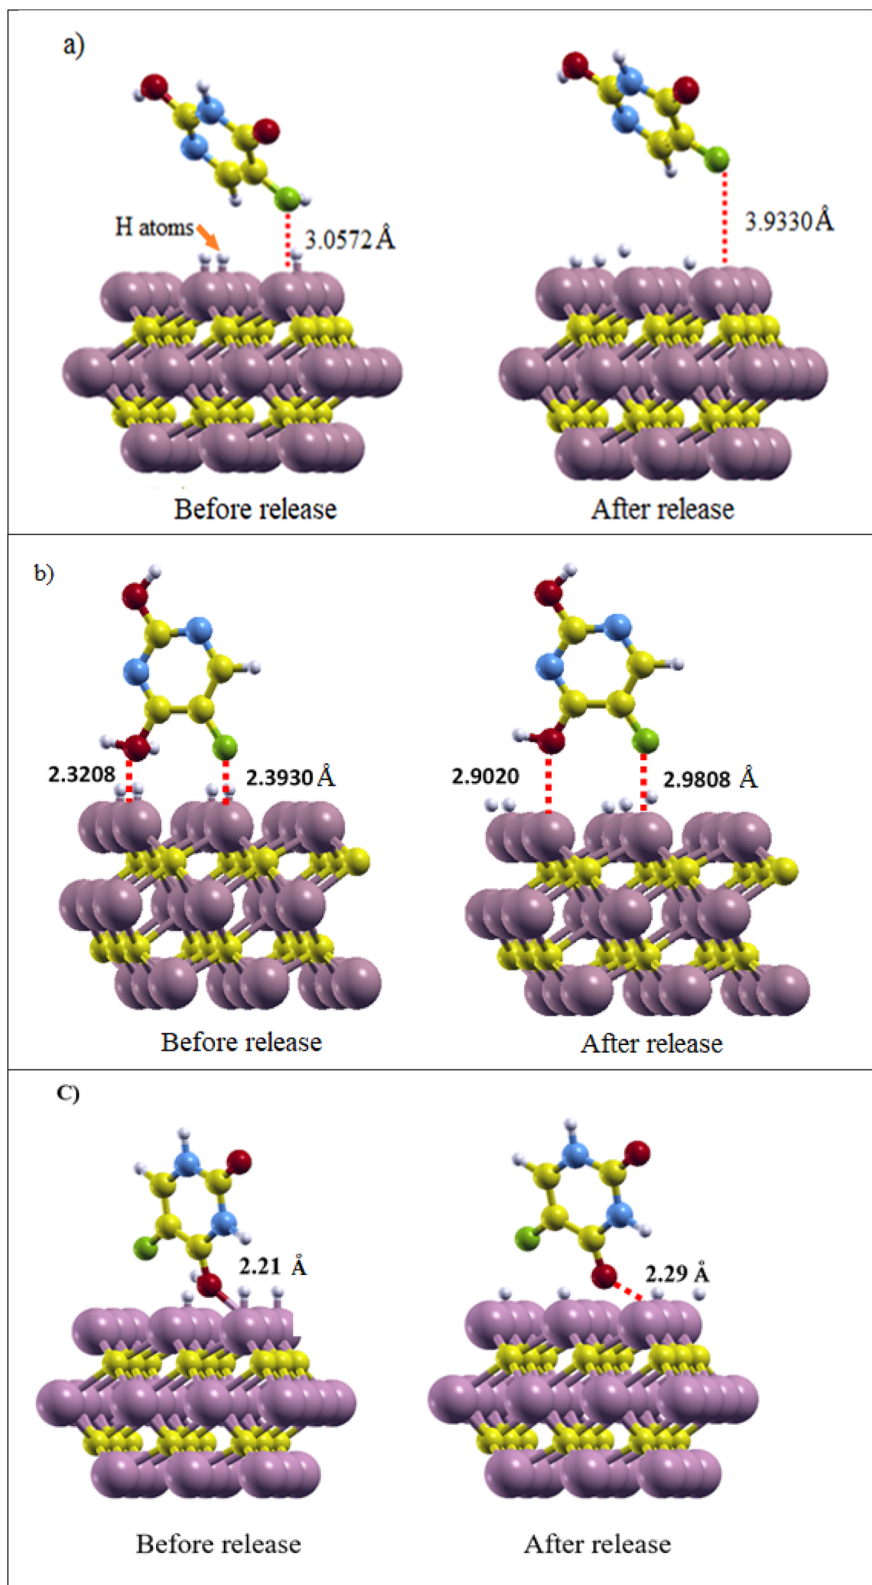 a)
H atoms
3.0572 Å
3.9330 Å
Before release
After release
b)
2.3208
2.3930 Å
2.9020
2.9808 Å
Before release
After release
C)
2.21 Å
2.29 Å
Before release
After release